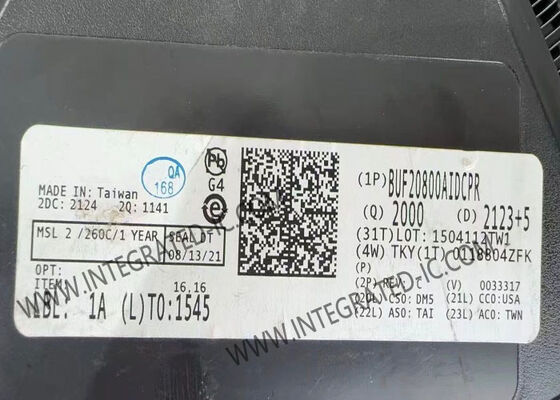 MADE IN: Taiwan
2DC: 2124 2Q: 1141
QA
168
Pb
G4
e
MSL 2 /260C/1 YEAR SEAL DT
08/13/21
OPT:
ITEM:
16,16
LBL: 1A (L)TO:1545
(1P) BUF20800AIDCPR
(Q) 2000 (D) 2123+5
(31T)LOT: 1504112TW1
(4W) TKY(1T) 0118804ZFK
(P)
(2P) REV: (V) 0033317
(20L) CSO: DM5 (21L) CCO:USA
(22L) ASO: TAI (23L) ACO: TWN
WWW.INTEGRATED-IC.COM
WWW.INTEGRATED-IC.COM